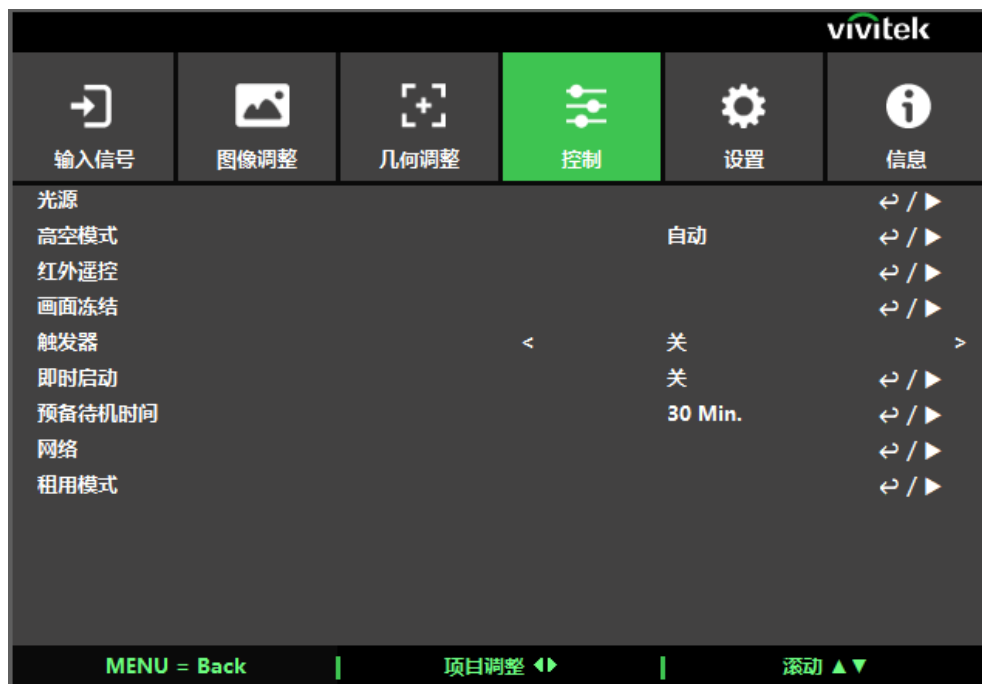 vivitek
输入信号 图像调整 几何调整 控制 设置 信息
光源 /
高空模式 自动 /
红外遥控 /
画面冻结 /
触发器 < 关 >
即时启动 关 /
预备待机时间 30 Min. /
网络 /
租用模式 /
MENU = Back 项目调整 滚动